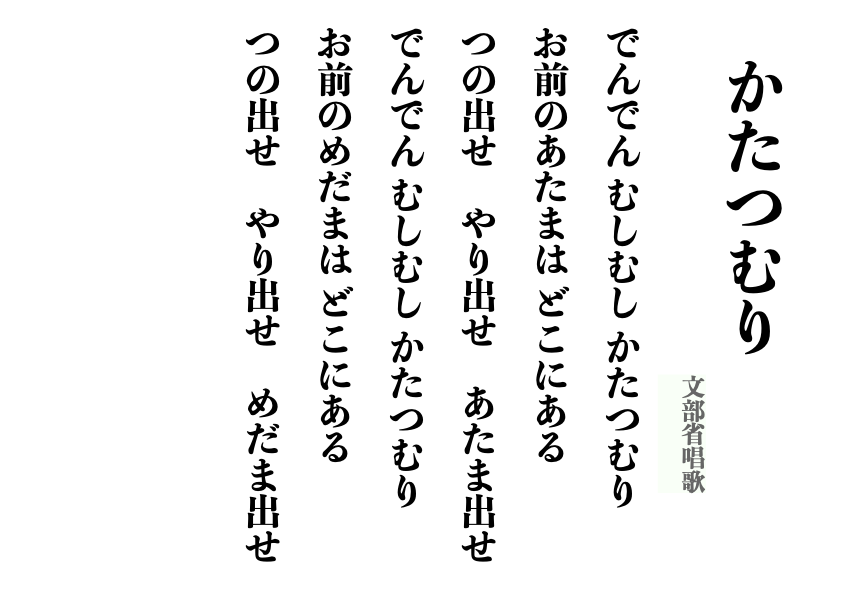 かたつむり
文部省唱歌
でんでん むしむし かたつむり
お前のあたまは どこにある
つの出せ　やり出せ　あたま出せ
でんでん むしむし かたつむり
お前のめだまは どこにある
つの出せ　やり出せ　めだま出せ